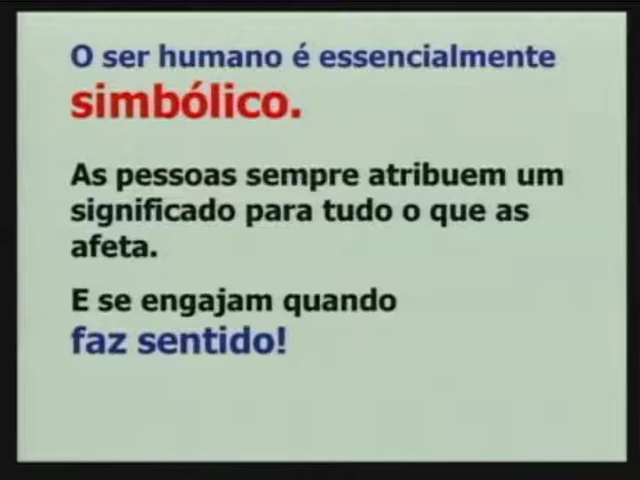 O ser humano é essencialmente
simbólico.
As pessoas sempre atribuem um
significado para tudo o que as
afeta.
E se engajam quando
faz sentido!